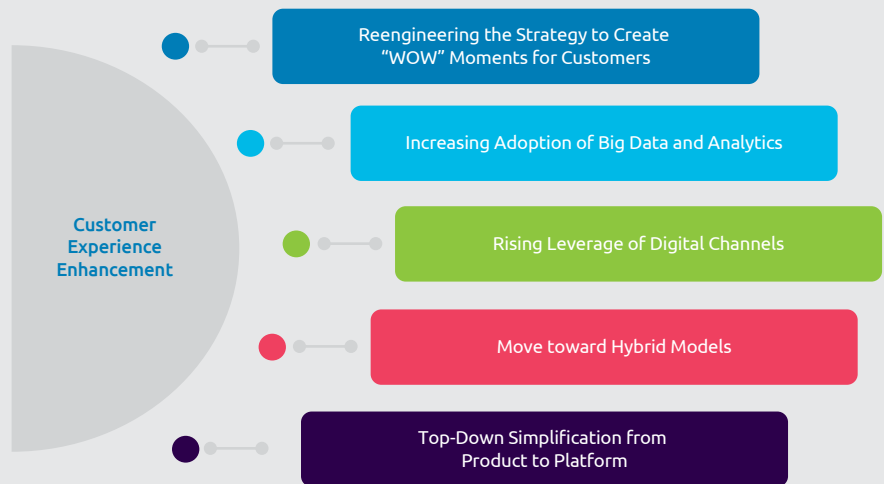 Reengineering the Strategy to Create
“WOW” Moments for Customers
Increasing Adoption of Big Data and Analytics
Customer
Experience
Enhancement
Rising Leverage of Digital Channels
Move toward Hybrid Models
Top-Down Simplification from
Product to Platform